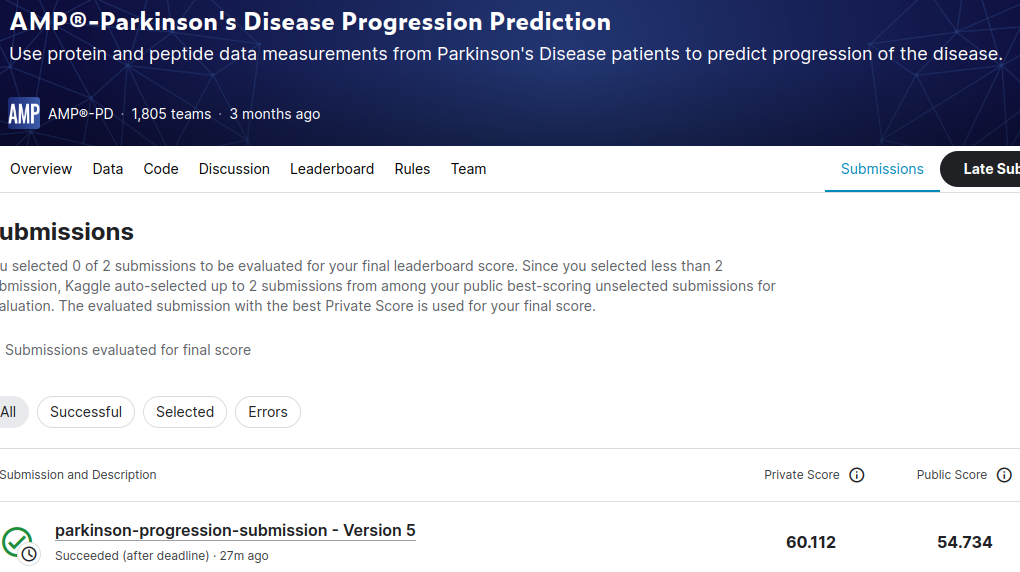 AMP®-Parkinson's Disease Progression Prediction
Use protein and peptide data measurements from Parkinson's Disease patients to predict progression of the disease.
AMP AMP®-PD · 1,805 teams · 3 months ago
Overview Data Code Discussion Leaderboard Rules Team Submissions Late Sub
ubmissions
u selected 0 of 2 submissions to be evaluated for your final leaderboard score. Since you selected less than 2
bmission, Kaggle auto-selected up to 2 submissions from among your public best-scoring unselected submissions for
aluation. The evaluated submission with the best Private Score is used for your final score.
Submissions evaluated for final score
All Successful Selected Errors
Submission and Description Private Score Public Score
parkinson-progression-submission - Version 5
Succeeded (after deadline) · 27m ago
60.112 54.734